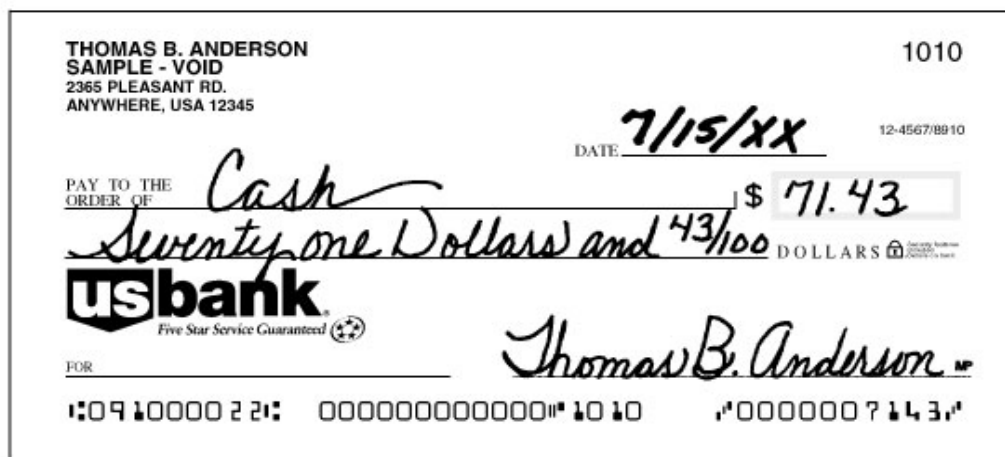 THOMAS B. ANDERSON
SAMPLE - VOID
2365 PLEASANT RD.
ANYWHERE, USA 12345
1010
12-4567/8910
DATE 7/15/XX
PAY TO THE
ORDER OF Cash $ 71.43
Seventy one Dollars and 43/100 DOLLARS
usbank.
Five Star Service Guaranteed
FOR Thomas B. Anderson MP
⑆091000022⑆ 000000000000⑈1010 ⑇0000007143⑇